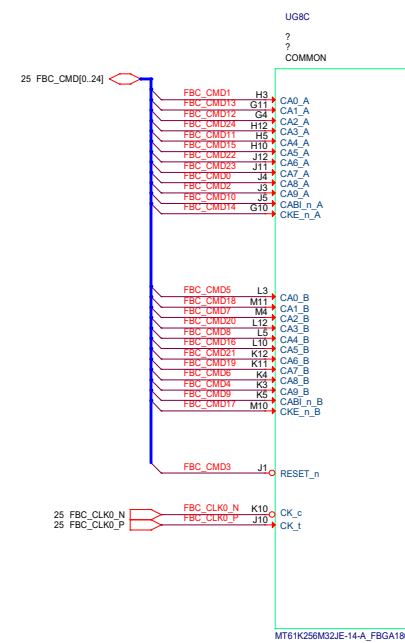 UG8C
?
?
COMMON
25 FBC_CMD[0..24]
FBC_CMD1 H3 CA0_A
FBC_CMD13 G11 CA1_A
FBC_CMD12 G4 CA2_A
FBC_CMD24 H12 CA3_A
FBC_CMD11 H5 CA4_A
FBC_CMD15 H10 CA5_A
FBC_CMD22 J12 CA6_A
FBC_CMD23 J11 CA7_A
FBC_CMD0 J4 CA8_A
FBC_CMD2 J3 CA9_A
FBC_CMD10 J5 CABI_n_A
FBC_CMD14 G10 CKE_n_A
FBC_CMD5 L3 CA0_B
FBC_CMD18 M11 CA1_B
FBC_CMD7 M4 CA2_B
FBC_CMD20 L12 CA3_B
FBC_CMD8 L5 CA4_B
FBC_CMD16 L10 CA5_B
FBC_CMD21 K12 CA6_B
FBC_CMD19 K11 CA7_B
FBC_CMD6 K4 CA8_B
FBC_CMD4 K3 CA9_B
FBC_CMD9 K5 CABI_n_B
FBC_CMD17 M10 CKE_n_B
FBC_CMD3 J1 RESET_n
25 FBC_CLK0_N FBC_CLK0_N K10 CK_c
25 FBC_CLK0_P FBC_CLK0_P J10 CK_t
MT61K256M32JE-14-A_FBGA18